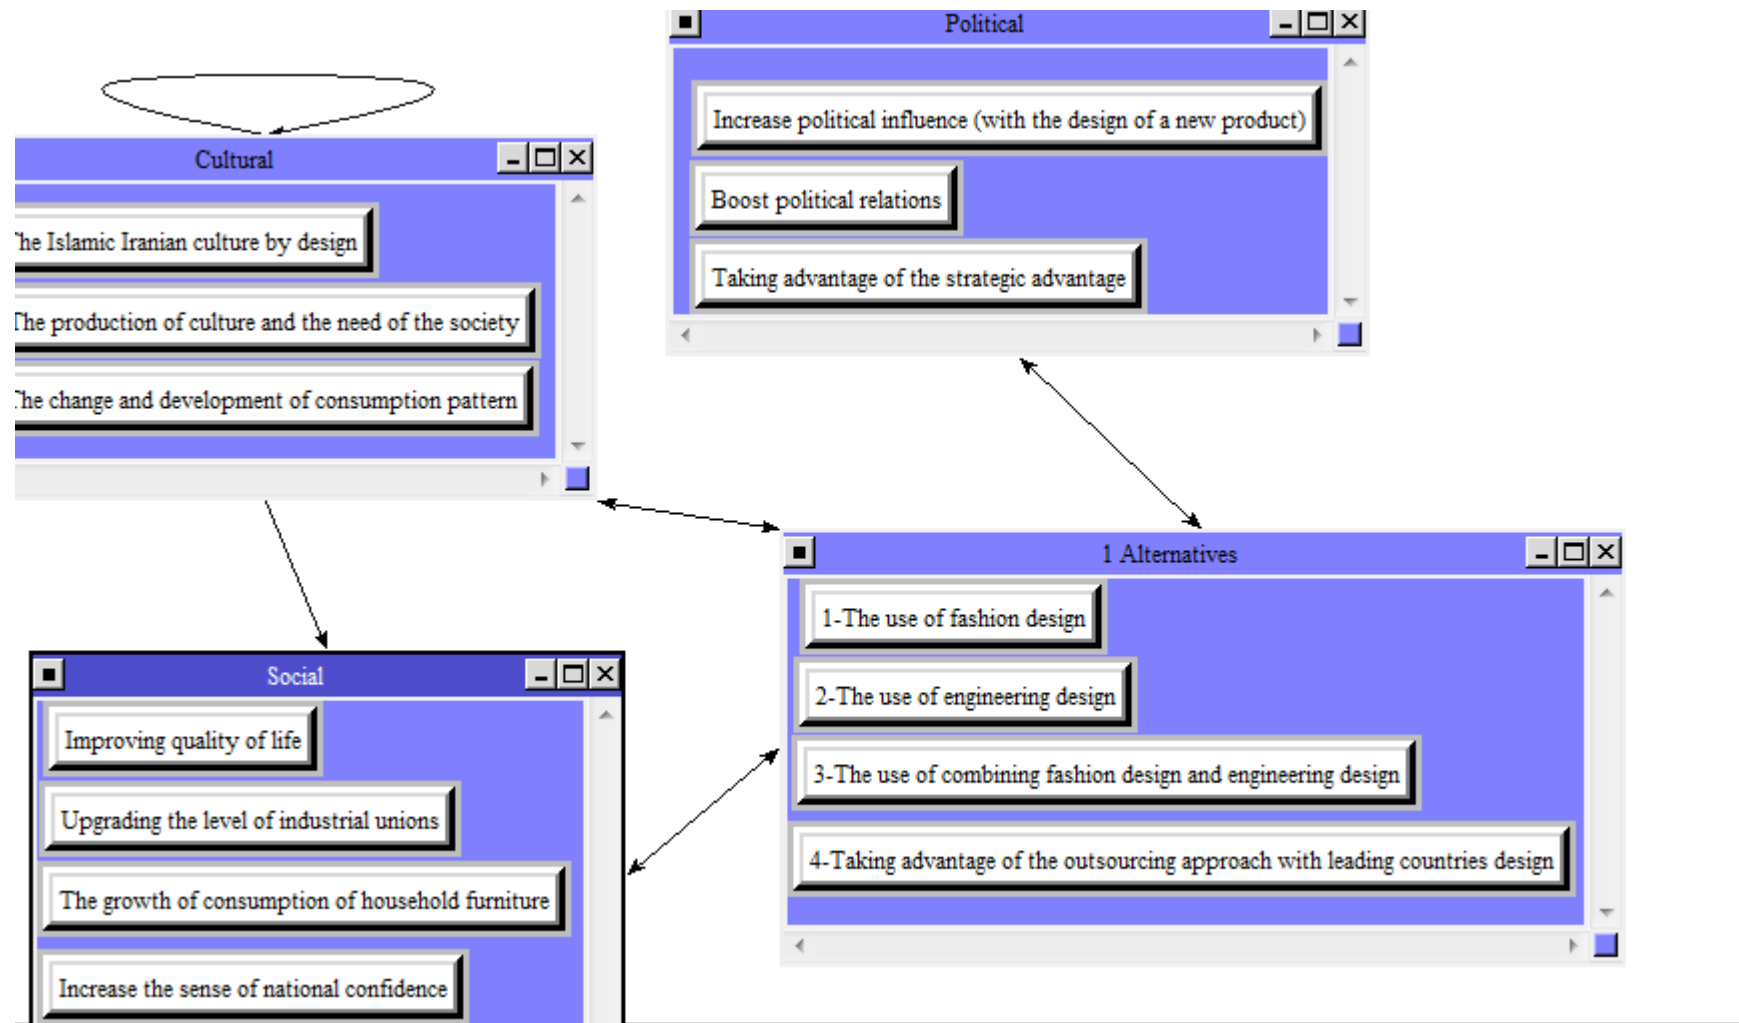 Political
Increase political influence (with the design of a new product)
Boost political relations
Taking advantage of the strategic advantage
Cultural
he Islamic Iranian culture by design
The production of culture and the need of the society
The change and development of consumption pattern
1 Alternatives
1-The use of fashion design
2-The use of engineering design
3-The use of combining fashion design and engineering design
4-Taking advantage of the outsourcing approach with leading countries design
Social
Improving quality of life
Upgrading the level of industrial unions
The growth of consumption of household furniture
Increase the sense of national confidence